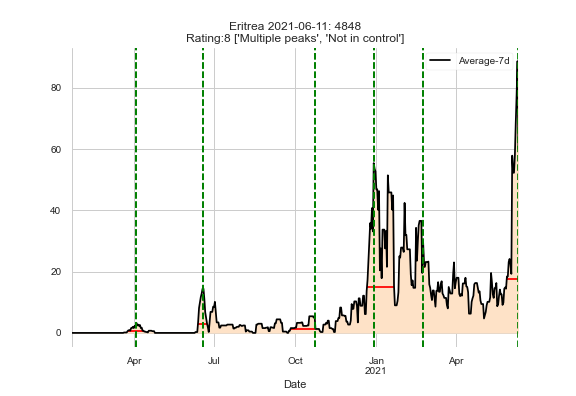 Eritrea 2021-06-11: 4848
Rating:8 ['Multiple peaks', 'Not in control']
Average-7d
80
60
40
20
0
Apr
Jul
Oct
Jan
2021
Apr
Date